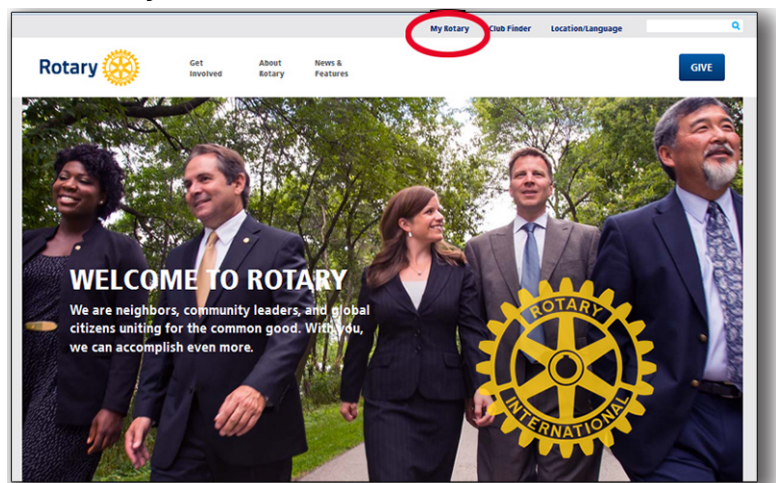 My Rotary Club Finder Location/Language
Rotary
Get
Involved
About
Rotary
News &
Features
GIVE
WELCOME TO ROTARY
We are neighbors, community leaders, and global
citizens uniting for the common good. With you,
we can accomplish even more.
ROTARY
INTERNATIONAL